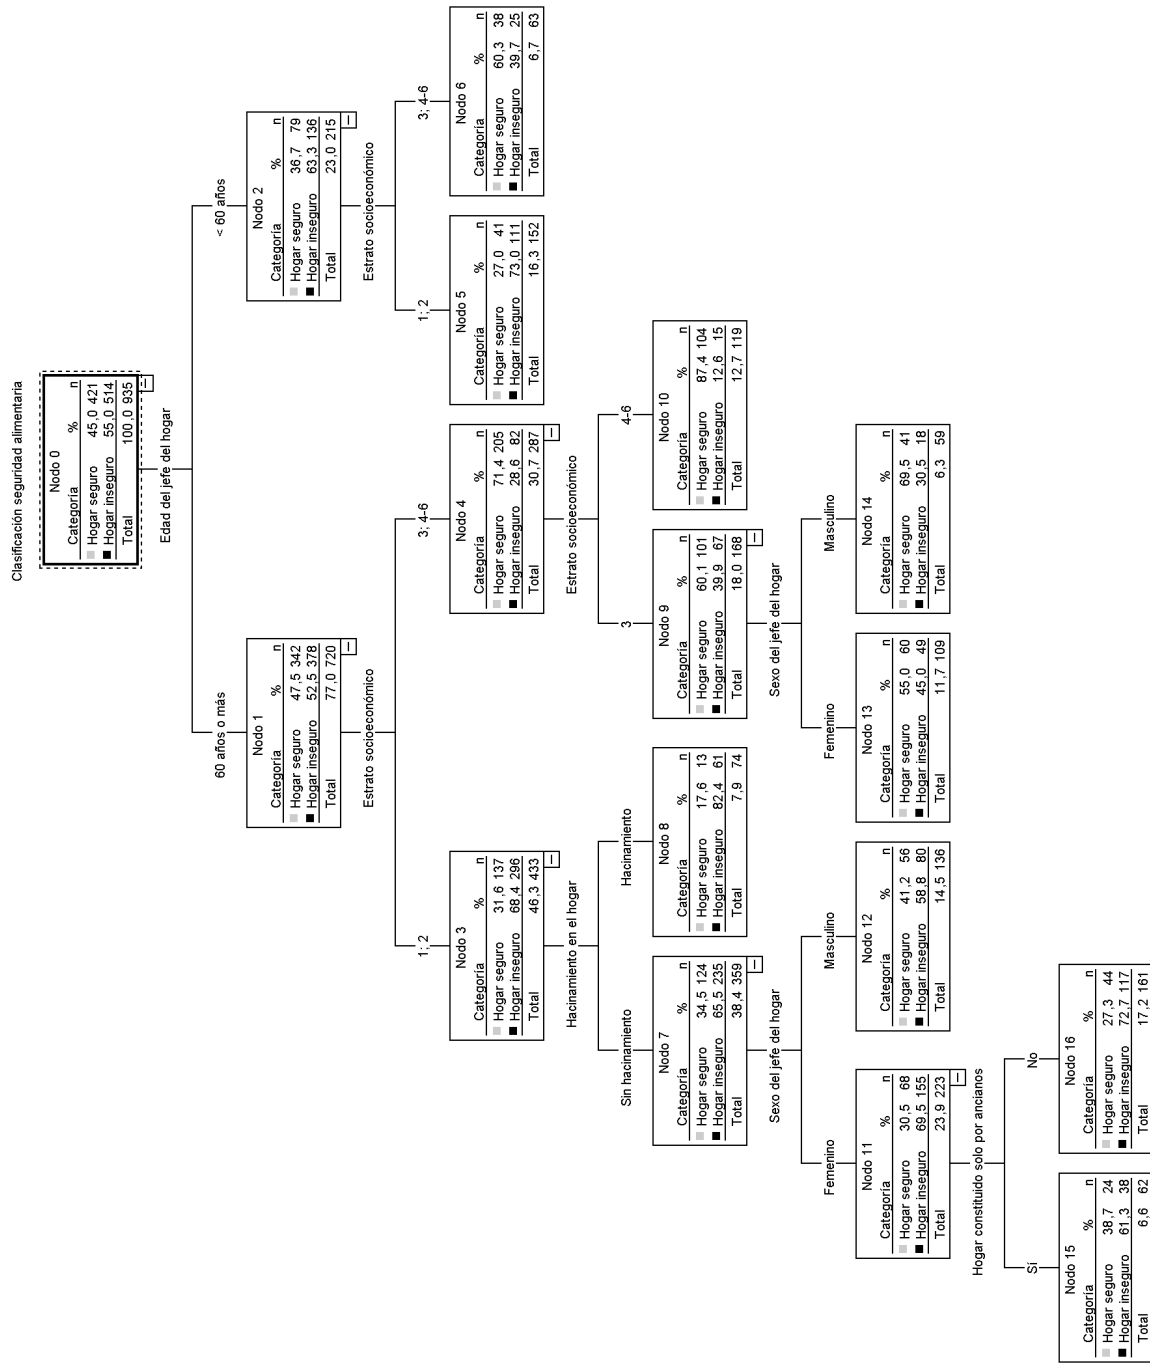 Clasificación seguridad alimentaria
Nodo 0
Categoría % n
Hogar seguro 45,0 421
Hogar inseguro 55,0 514
Total 100,0 935
Edad del jefe del hogar
60 años o más
< 60 años
Nodo 1
Categoría % n
Hogar seguro 47,5 342
Hogar inseguro 52,5 378
Total 77,0 720
Nodo 2
Categoría % n
Hogar seguro 36,7 79
Hogar inseguro 63,3 136
Total 23,0 215
Estrato socioeconómico
Estrato socioeconómico
1; 2
3; 4-6
1; 2
3; 4-6
Nodo 3
Categoría % n
Hogar seguro 31,6 137
Hogar inseguro 68,4 296
Total 46,3 433
Nodo 4
Categoría % n
Hogar seguro 71,4 205
Hogar inseguro 28,6 82
Total 30,7 287
Nodo 5
Categoría % n
Hogar seguro 27,0 41
Hogar inseguro 73,0 111
Total 16,3 152
Nodo 6
Categoría % n
Hogar seguro 60,3 38
Hogar inseguro 39,7 25
Total 6,7 63
Hacinamiento en el hogar
Estrato socioeconómico
Sin hacinamiento
Hacinamiento
3
4-6
Nodo 7
Categoría % n
Hogar seguro 34,5 124
Hogar inseguro 65,5 235
Total 38,4 359
Nodo 8
Categoría % n
Hogar seguro 17,6 13
Hogar inseguro 82,4 61
Total 7,9 74
Nodo 9
Categoría % n
Hogar seguro 60,1 101
Hogar inseguro 39,9 67
Total 18,0 168
Nodo 10
Categoría % n
Hogar seguro 87,4 104
Hogar inseguro 12,6 15
Total 12,7 119
Sexo del jefe del hogar
Sexo del jefe del hogar
Femenino
Masculino
Femenino
Masculino
Nodo 11
Categoría % n
Hogar seguro 30,5 68
Hogar inseguro 69,5 155
Total 23,9 223
Nodo 12
Categoría % n
Hogar seguro 41,2 56
Hogar inseguro 58,8 80
Total 14,5 136
Nodo 13
Categoría % n
Hogar seguro 55,0 60
Hogar inseguro 45,0 49
Total 11,7 109
Nodo 14
Categoría % n
Hogar seguro 69,5 41
Hogar inseguro 30,5 18
Total 6,3 59
Hogar constituido solo por ancianos
Sí
No
Nodo 15
Categoría % n
Hogar seguro 38,7 24
Hogar inseguro 61,3 38
Total 6,6 62
Nodo 16
Categoría % n
Hogar seguro 27,3 44
Hogar inseguro 72,7 117
Total 17,2 161